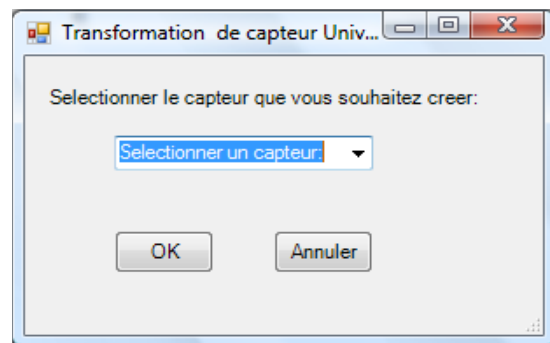 Transformation de capteur Univ...
Selectionner le capteur que vous souhaitez creer:
Selectionner un capteur:
OK
Annuler